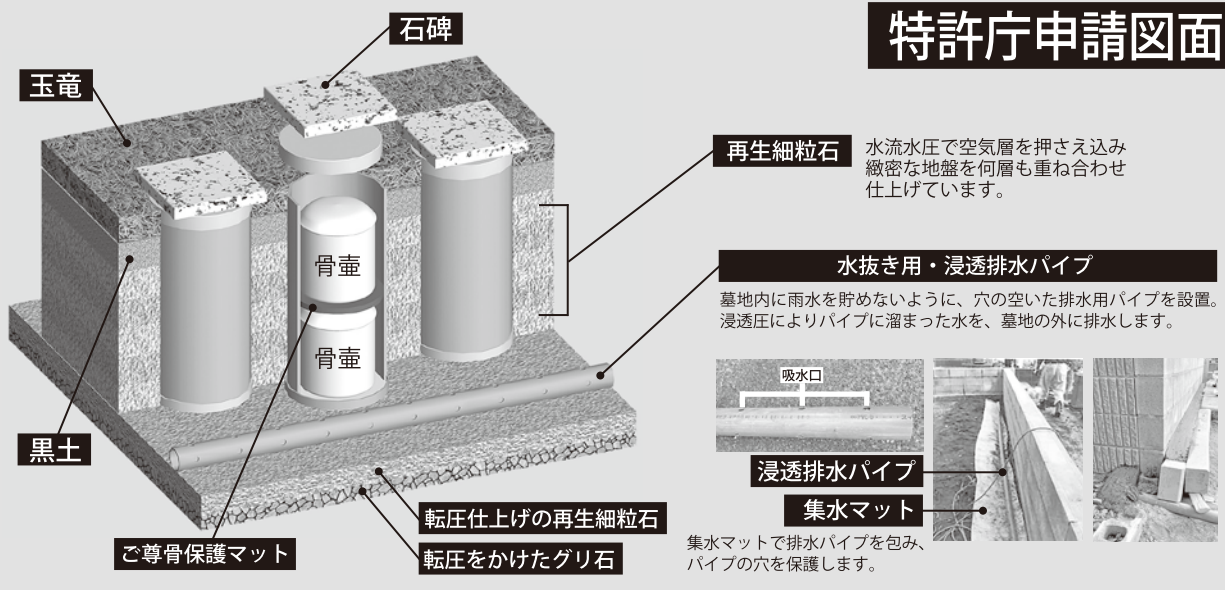 特許庁申請図面
石碑
玉竜
再生細粒石
水流水圧で空気層を押さえ込み
緻密な地盤を何層も重ね合わせ
仕上げています。
水抜き用・浸透排水パイプ
墓地内に雨水を貯めないように、穴の空いた排水用パイプを設置。
浸透圧によりパイプに溜まった水を、墓地の外に排水します。
骨壷
骨壷
吸水口
黒土
浸透排水パイプ
集水マット
集水マットで排水パイプを包み、
パイプの穴を保護します。
転圧仕上げの再生細粒石
転圧をかけたグリ石
ご尊骨保護マット